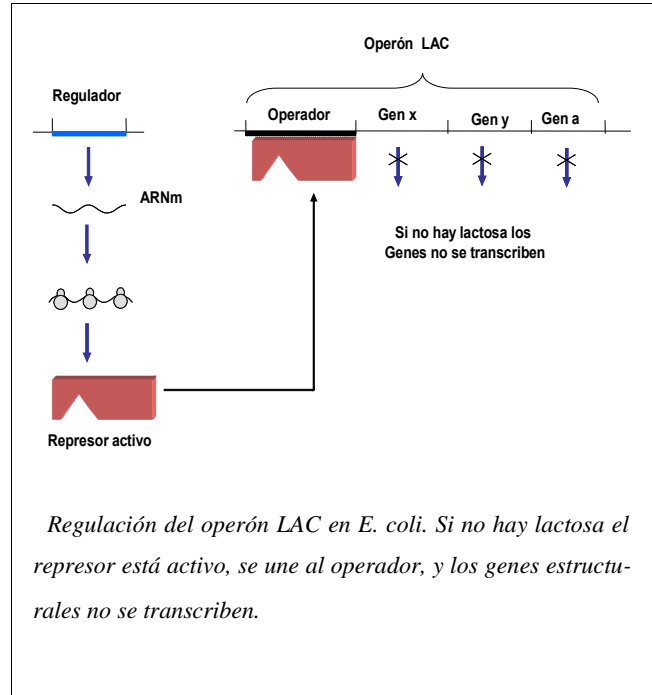 Operón LAC
Regulador
Operador Gen x Gen y Gen a
ARNm
Si no hay lactosa los
Genes no se transcriben
Represor activo
Regulación del operón LAC en E. coli. Si no hay lactosa el
represor está activo, se une al operador, y los genes estructu-
rales no se transcriben.